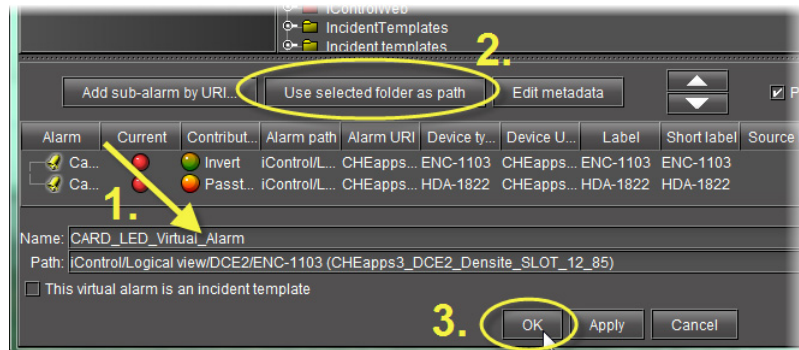 iControlWeb
IncidentTemplates
Incident templates
2.
Add sub-alarm by URI... Use selected folder as path Edit metadata P
Alarm Current Contribut... Alarm path Alarm URI Device ty... Device U... Label Short label Source
Ca... Invert iControl/L... CHEapps... ENC-1103 CHEapps... ENC-1103 ENC-1103
Ca... Passt... iControl/L... CHEapps... HDA-1822 CHEapps... HDA-1822 HDA-1822
1.
Name: CARD_LED_Virtual_Alarm
Path: iControl/Logical view/DCE2/ENC-1103 (CHEapps3_DCE2_Densite_SLOT_12_85)
This virtual alarm is an incident template
3. OK Apply Cancel